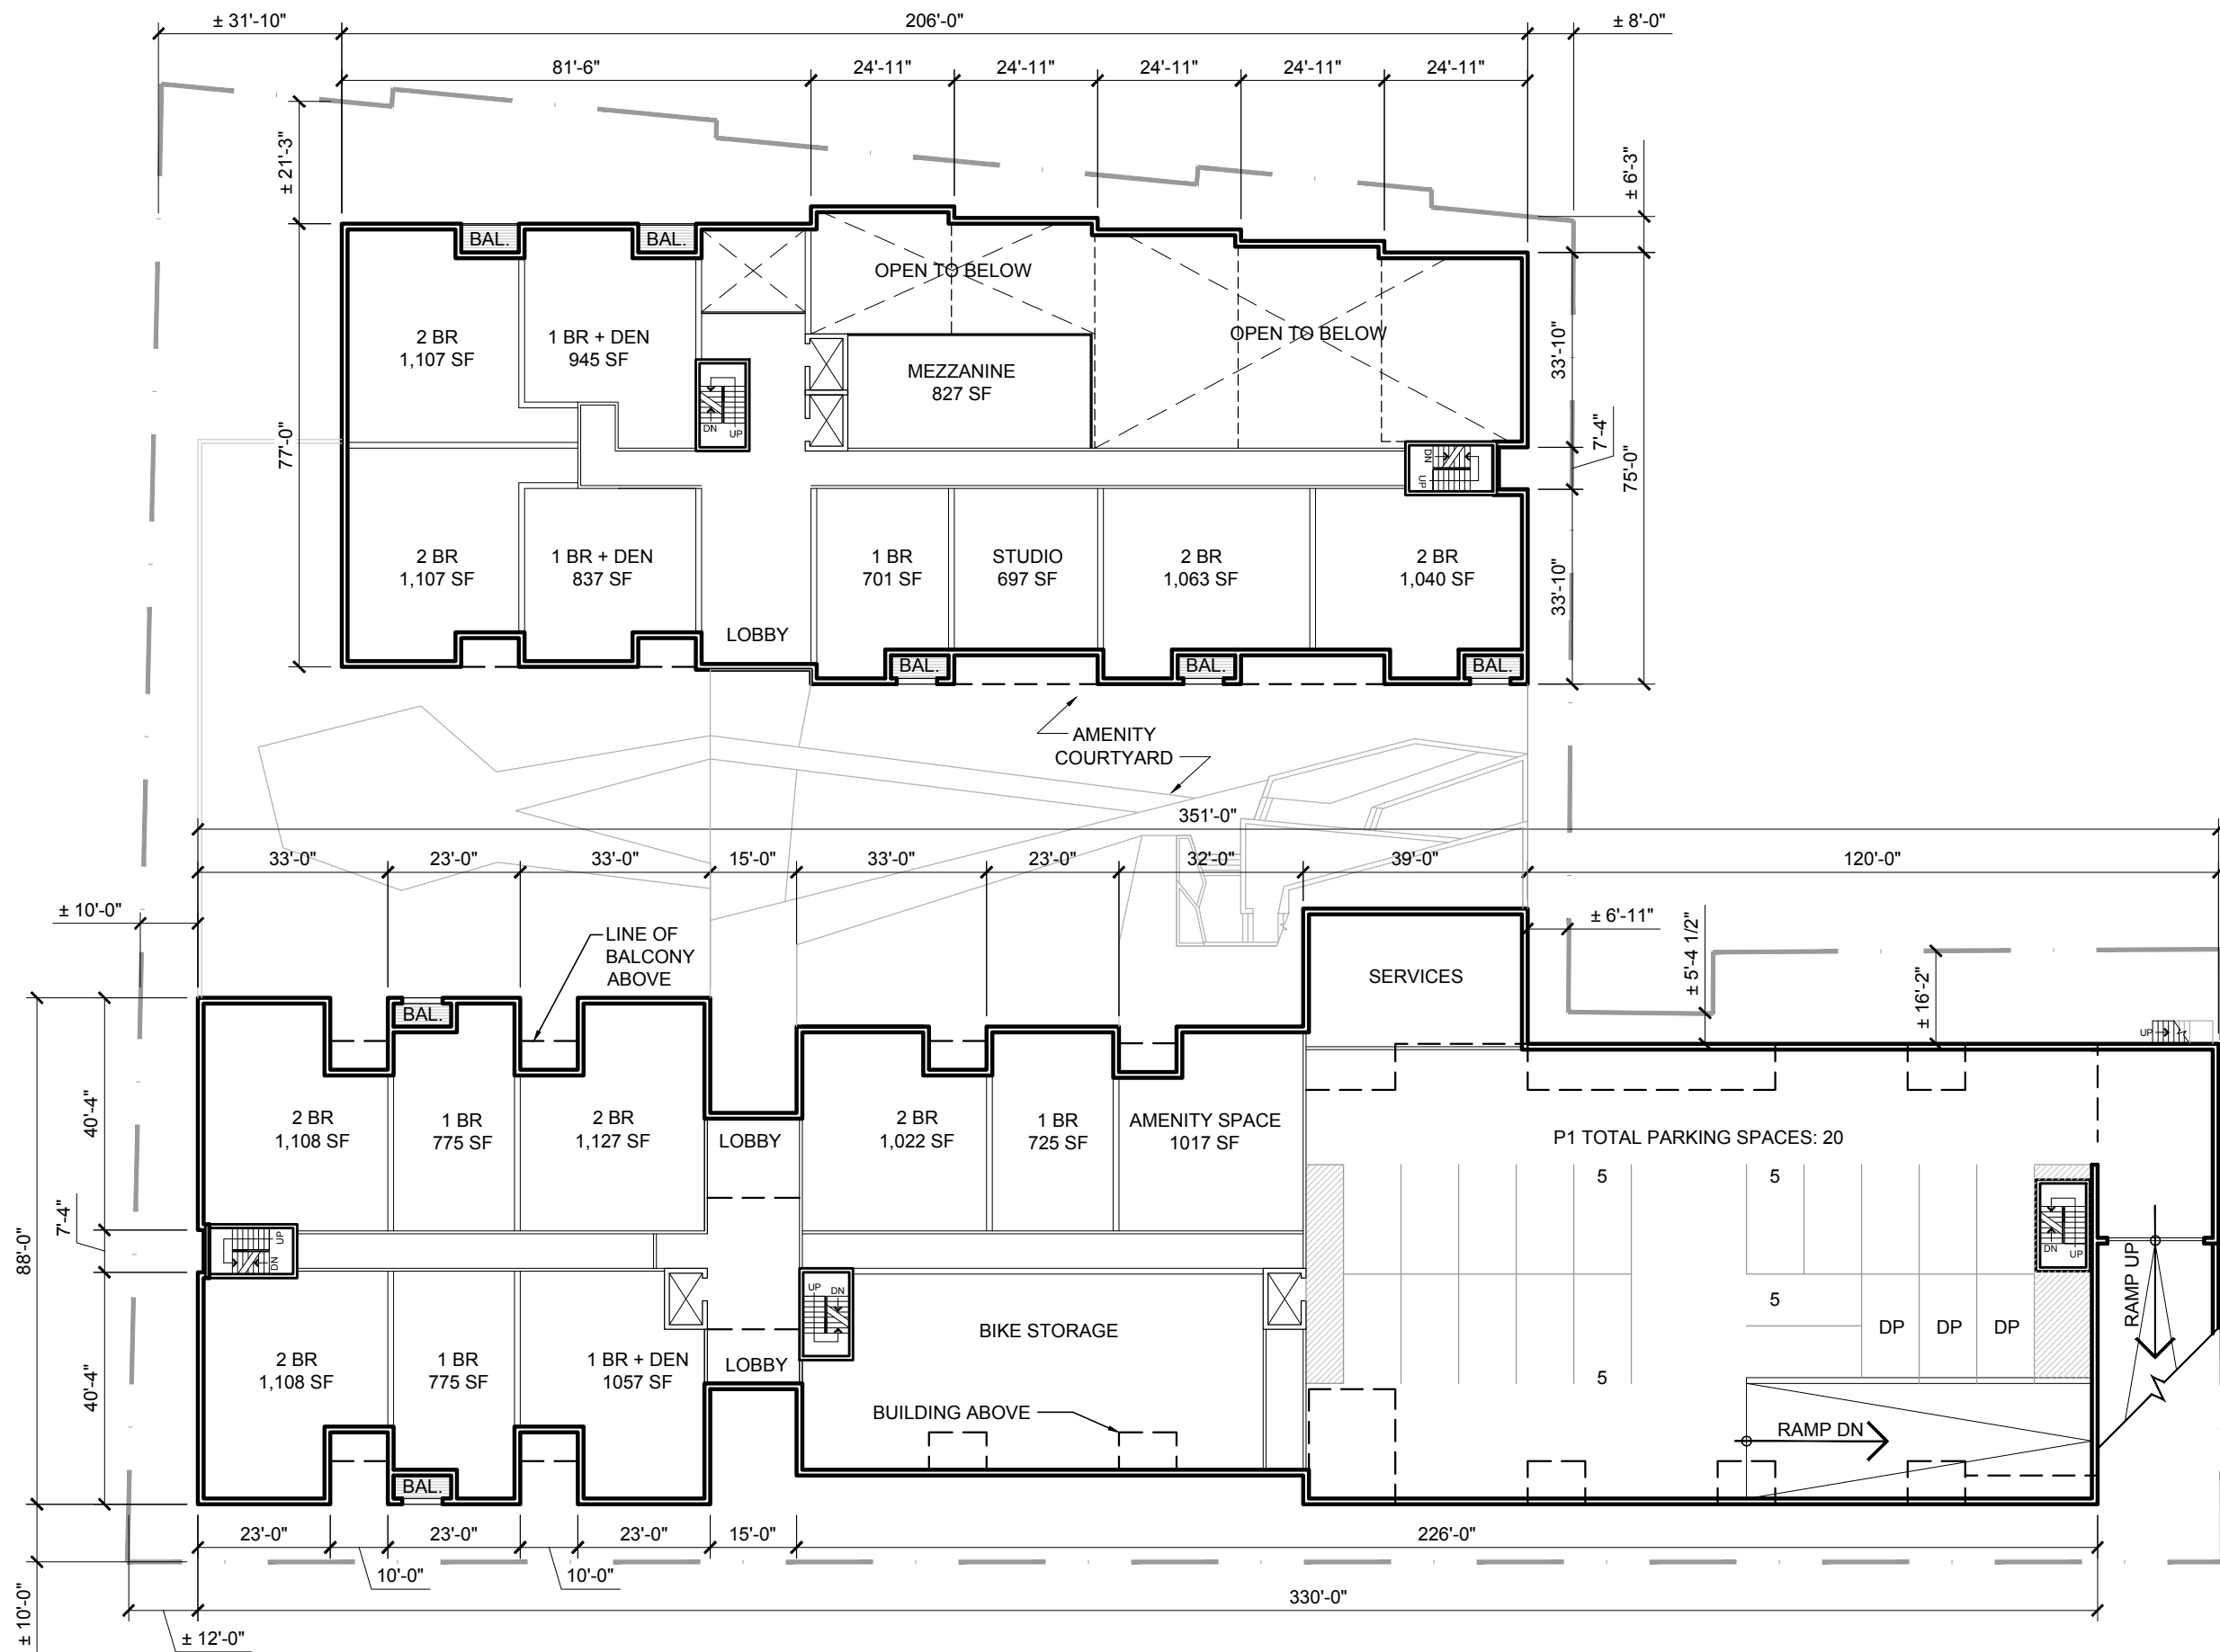 ± 31'-10"
206'-0"
± 8'-0"
81'-6"
24'-11"
24'-11"
24'-11"
24'-11"
24'-11"
± 21'-3"
± 6'-3"
BAL.
BAL.
OPEN TO BELOW
OPEN TO BELOW
2 BR
1,107 SF
1 BR + DEN
945 SF
MEZZANINE
827 SF
DN
UP
33'-10"
77'-0"
7'-4"
75'-0"
DN
UP
2 BR
1,107 SF
1 BR + DEN
837 SF
1 BR
701 SF
STUDIO
697 SF
2 BR
1,063 SF
2 BR
1,040 SF
33'-10"
LOBBY
BAL.
BAL.
BAL.
AMENITY
COURTYARD
351'-0"
33'-0"
23'-0"
33'-0"
15'-0"
33'-0"
23'-0"
32'-0"
39'-0"
120'-0"
± 10'-0"
± 6'-11"
LINE OF
BALCONY
ABOVE
± 5'-4 1/2"
± 16'-2"
SERVICES
BAL.
UP
40'-4"
2 BR
1,108 SF
1 BR
775 SF
2 BR
1,127 SF
LOBBY
2 BR
1,022 SF
1 BR
725 SF
AMENITY SPACE
1017 SF
P1 TOTAL PARKING SPACES: 20
5
5
7'-4"
88'-0"
UP
DN
DN
UP
RAMP UP
UP
DN
5
BIKE STORAGE
DP
DP
DP
2 BR
1,108 SF
1 BR
775 SF
1 BR + DEN
1057 SF
LOBBY
5
40'-4"
BUILDING ABOVE
RAMP DN
BAL.
23'-0"
23'-0"
23'-0"
15'-0"
226'-0"
10'-0"
10'-0"
330'-0"
± 10'-0"
± 12'-0"